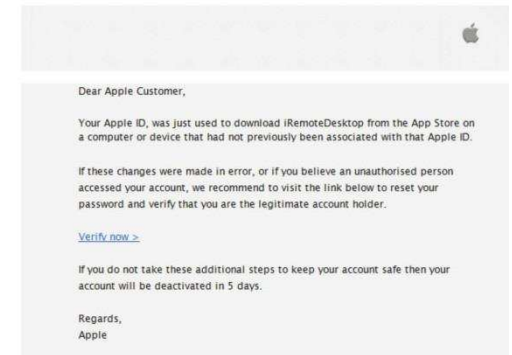 Dear Apple Customer,
Your Apple ID, was just used to download iRemoteDesktop from the App Store on
a computer or device that had not previously been associated with that Apple ID.
If these changes were made in error, or if you believe an unauthorised person
accessed your account, we recommend to visit the link below to reset your
password and verify that you are the legitimate account holder.
Verify now >
If you do not take these additional steps to keep your account safe then your
account will be deactivated in 5 days.
Regards,
Apple